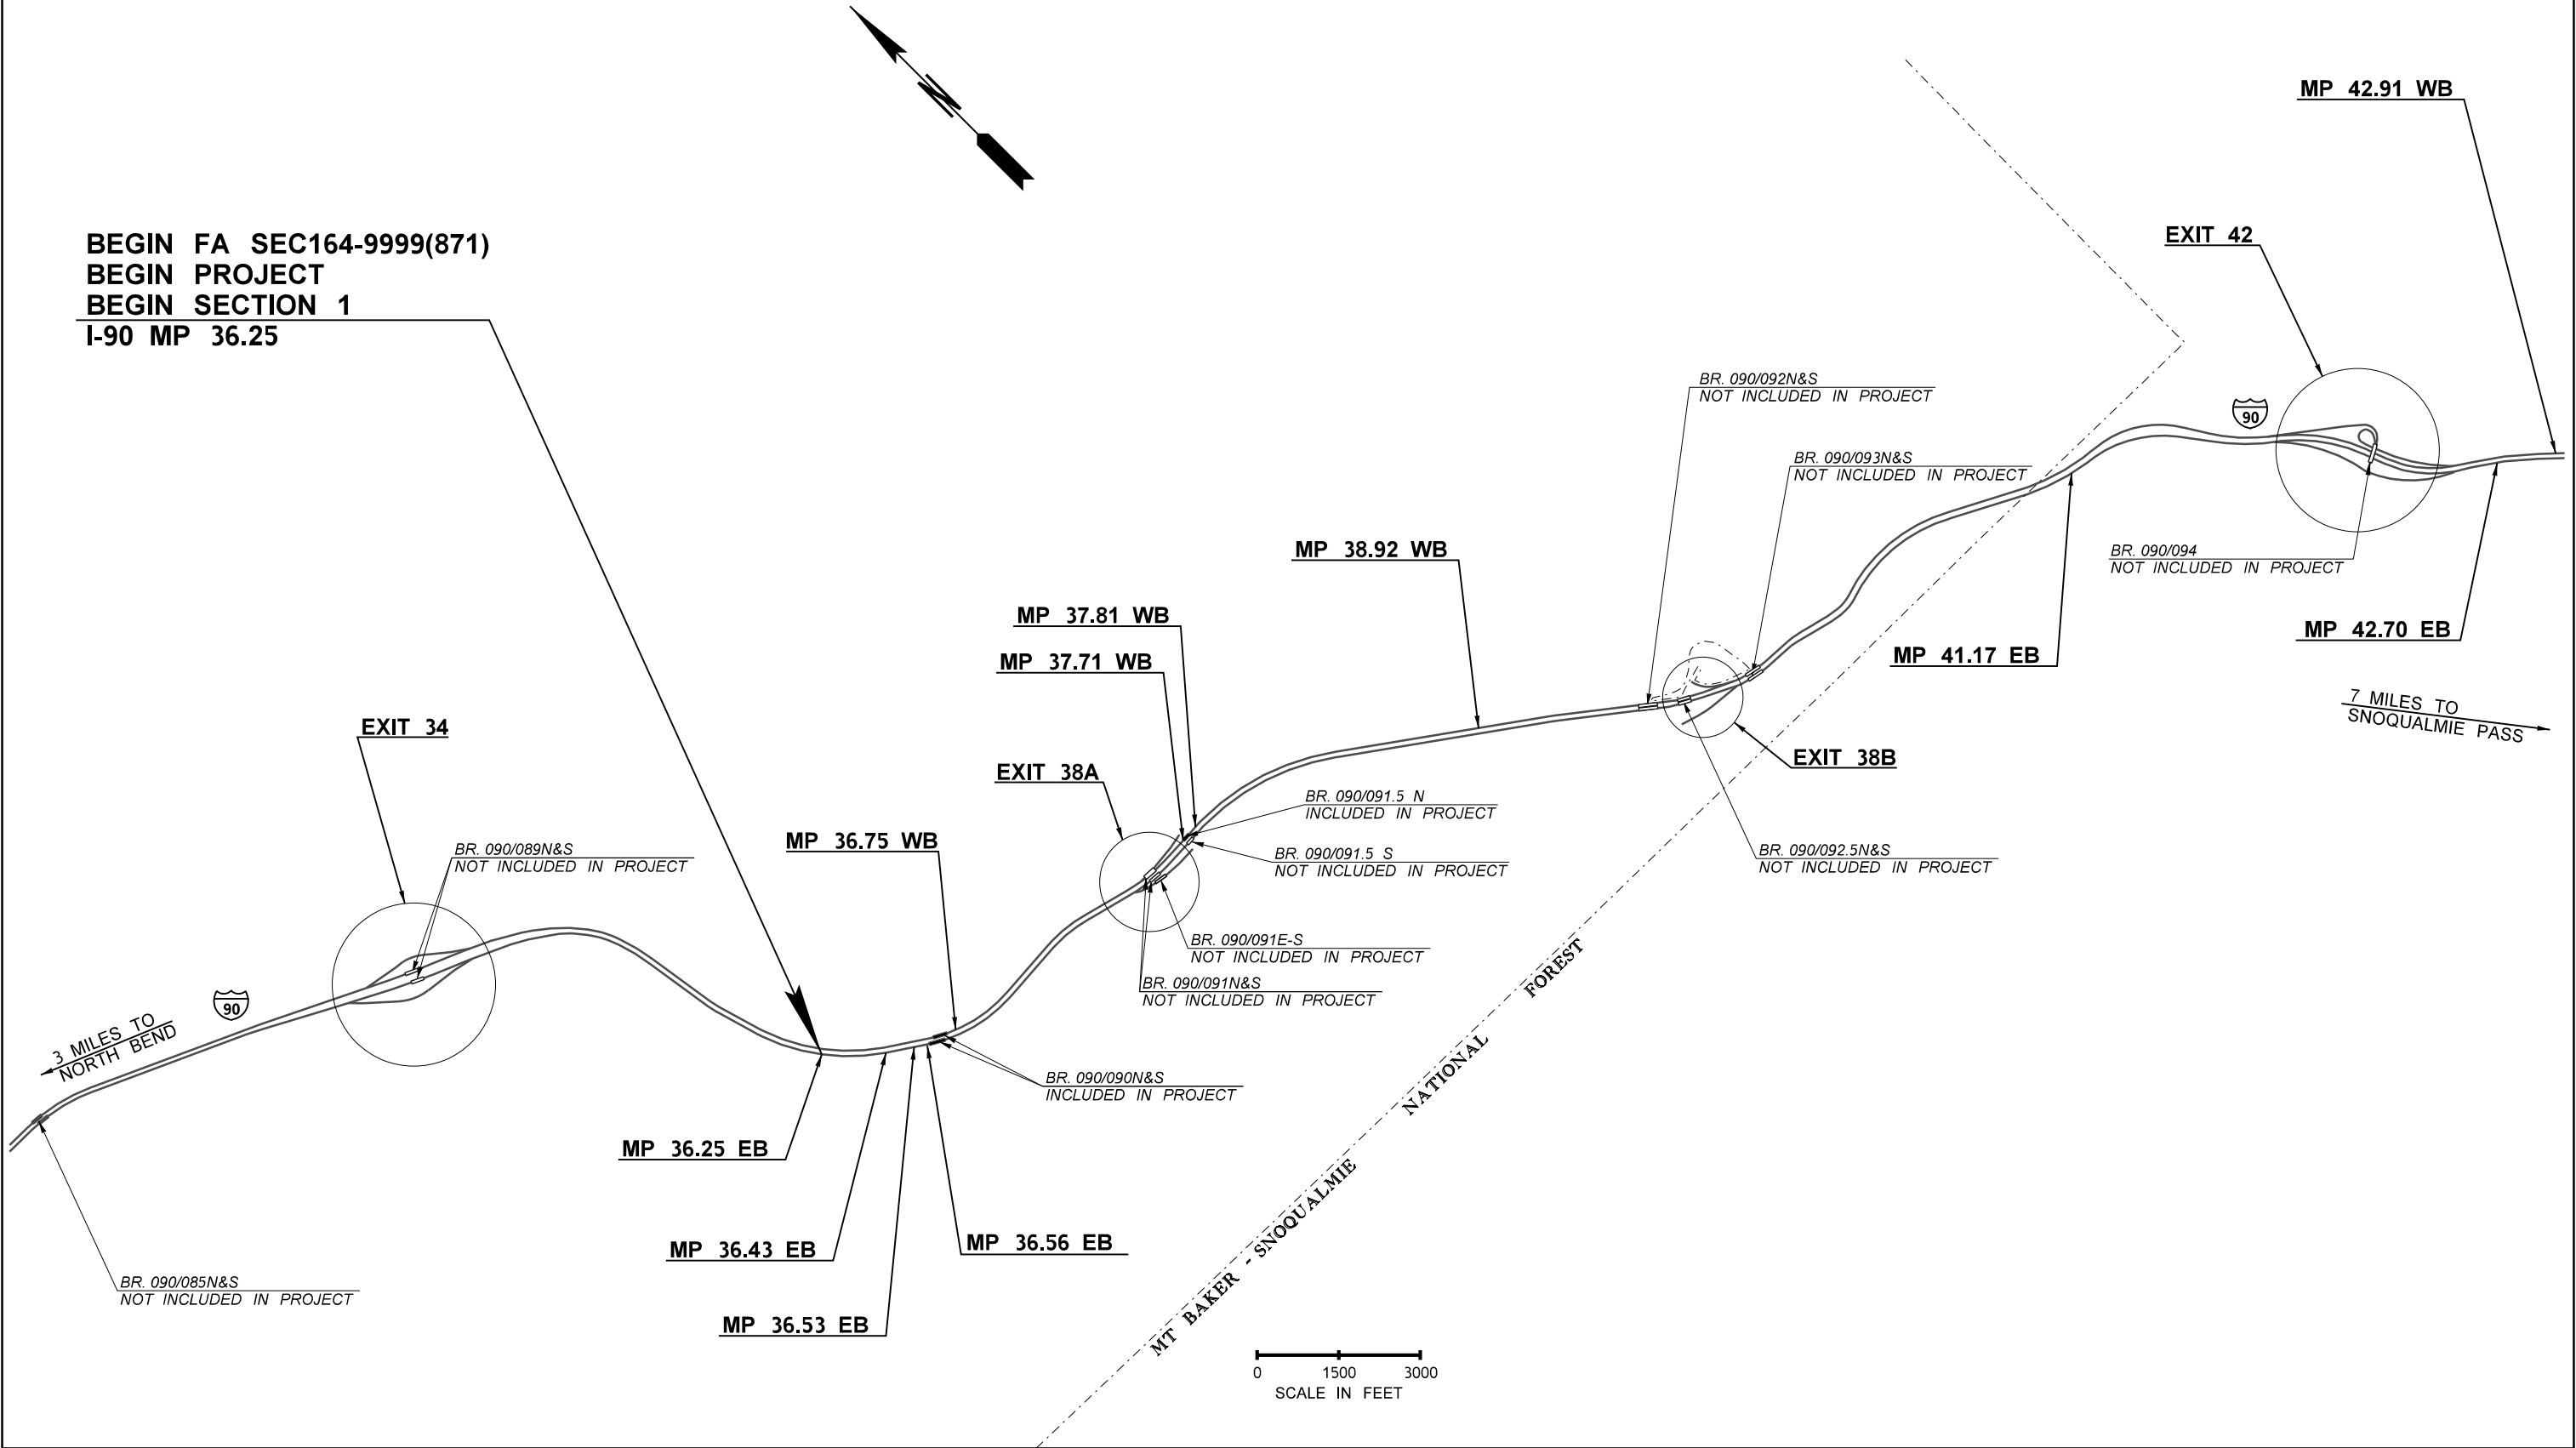 N
MP 42.91 WB
EXIT 42
BEGIN FA SEC164-9999(871)
BEGIN PROJECT
BEGIN SECTION 1
I-90 MP 36.25
BR. 090/092N&S
NOT INCLUDED IN PROJECT
90
BR. 090/093N&S
NOT INCLUDED IN PROJECT
MP 38.92 WB
BR. 090/094
NOT INCLUDED IN PROJECT
MP 37.81 WB
MP 42.70 EB
MP 37.71 WB
MP 41.17 EB
7 MILES TO
SNOQUALMIE PASS
EXIT 34
EXIT 38A
EXIT 38B
BR. 090/091.5 N
INCLUDED IN PROJECT
MP 36.75 WB
BR. 090/089N&S
NOT INCLUDED IN PROJECT
BR. 090/091.5 S
NOT INCLUDED IN PROJECT
BR. 090/092.5N&S
NOT INCLUDED IN PROJECT
BR. 090/091E-S
NOT INCLUDED IN PROJECT
BR. 090/091N&S
NOT INCLUDED IN PROJECT
90
3 MILES TO
NORTH BEND
BR. 090/090N&S
INCLUDED IN PROJECT
MP 36.25 EB
MP 36.43 EB
MP 36.56 EB
BR. 090/085N&S
NOT INCLUDED IN PROJECT
MP 36.53 EB
MT BAKER - SNOQUALMIE NATIONAL FOREST
0 1500 3000
SCALE IN FEET